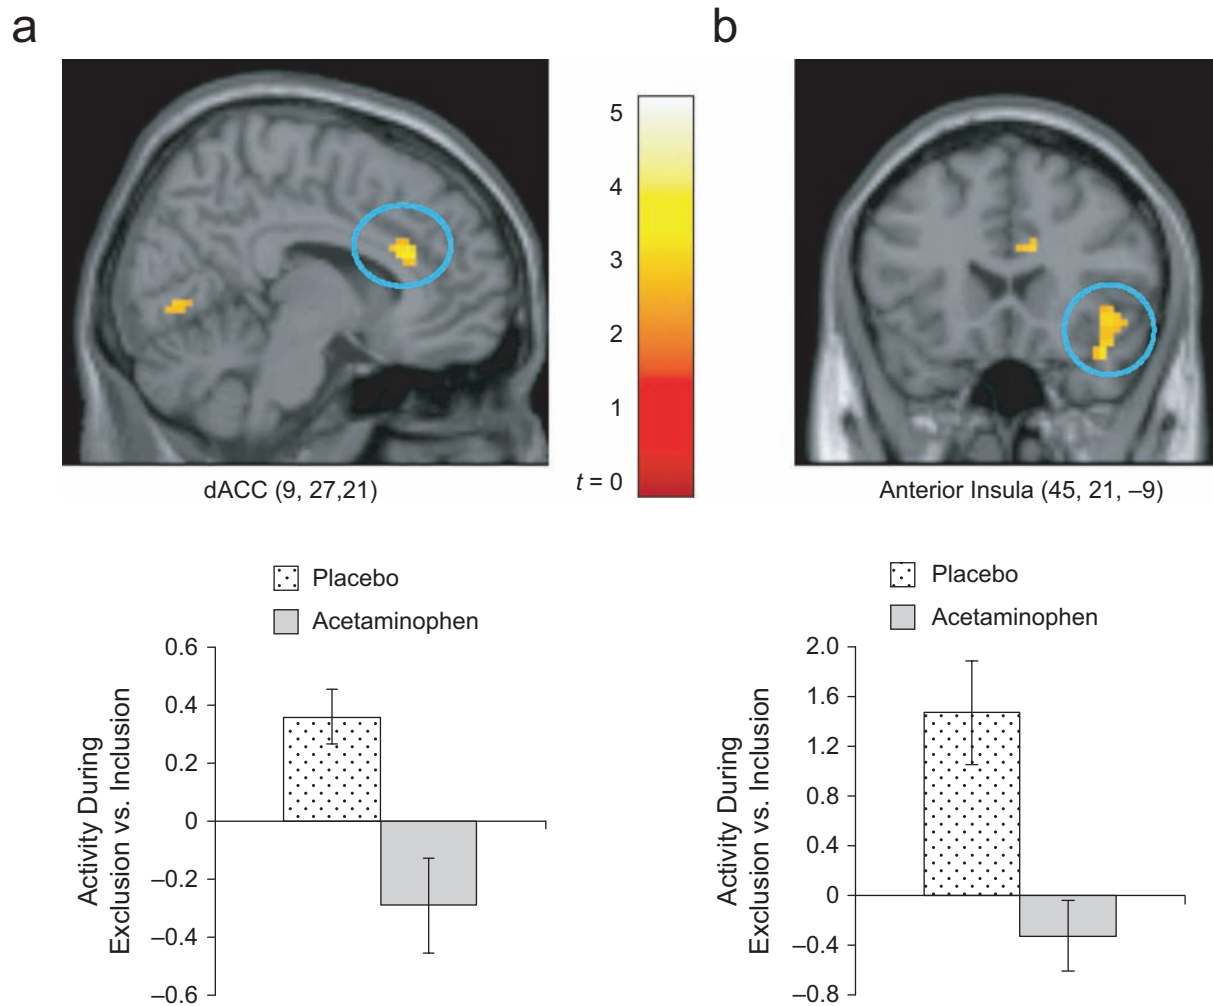 a
b
5
4
3
2
1
t = 0
dACC (9, 27,21)
Anterior Insula (45, 21, –9)
Placebo
Acetaminophen
0.6
0.4
0.2
0
–0.2
–0.4
–0.6
Activity During
Exclusion vs. Inclusion
Placebo
Acetaminophen
2.0
1.6
1.2
0.8
0.4
0
–0.4
–0.8
Activity During
Exclusion vs. Inclusion